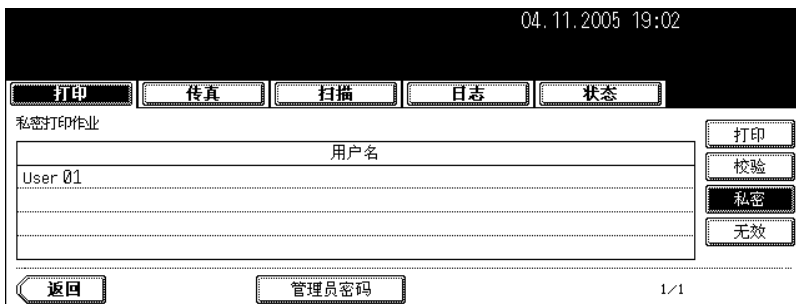 04.11.2005 19:02
打印 传真 扫描 日志 状态
私密打印作业
用户名
User 01
打印
校验
私密
无效
返回 管理员密码 1/1